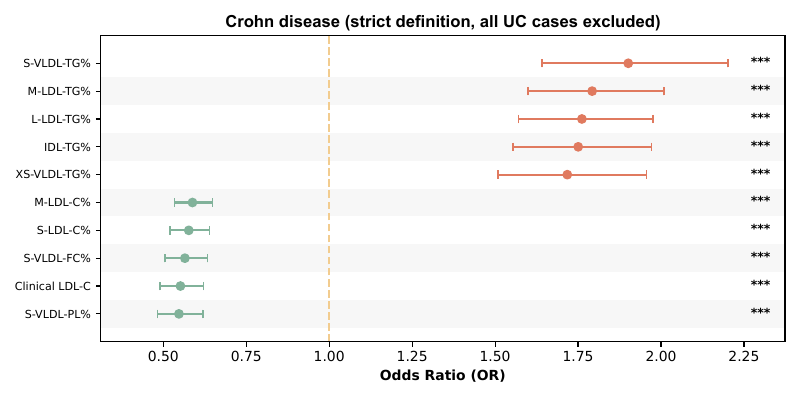 Crohn disease (strict definition, all UC cases excluded)
S-VLDL-TG% ***
M-LDL-TG% ***
L-LDL-TG% ***
IDL-TG% ***
XS-VLDL-TG% ***
M-LDL-C% ***
S-LDL-C% ***
S-VLDL-FC% ***
Clinical LDL-C ***
S-VLDL-PL% ***
0.50 0.75 1.00 1.25 1.50 1.75 2.00 2.25
Odds Ratio (OR)